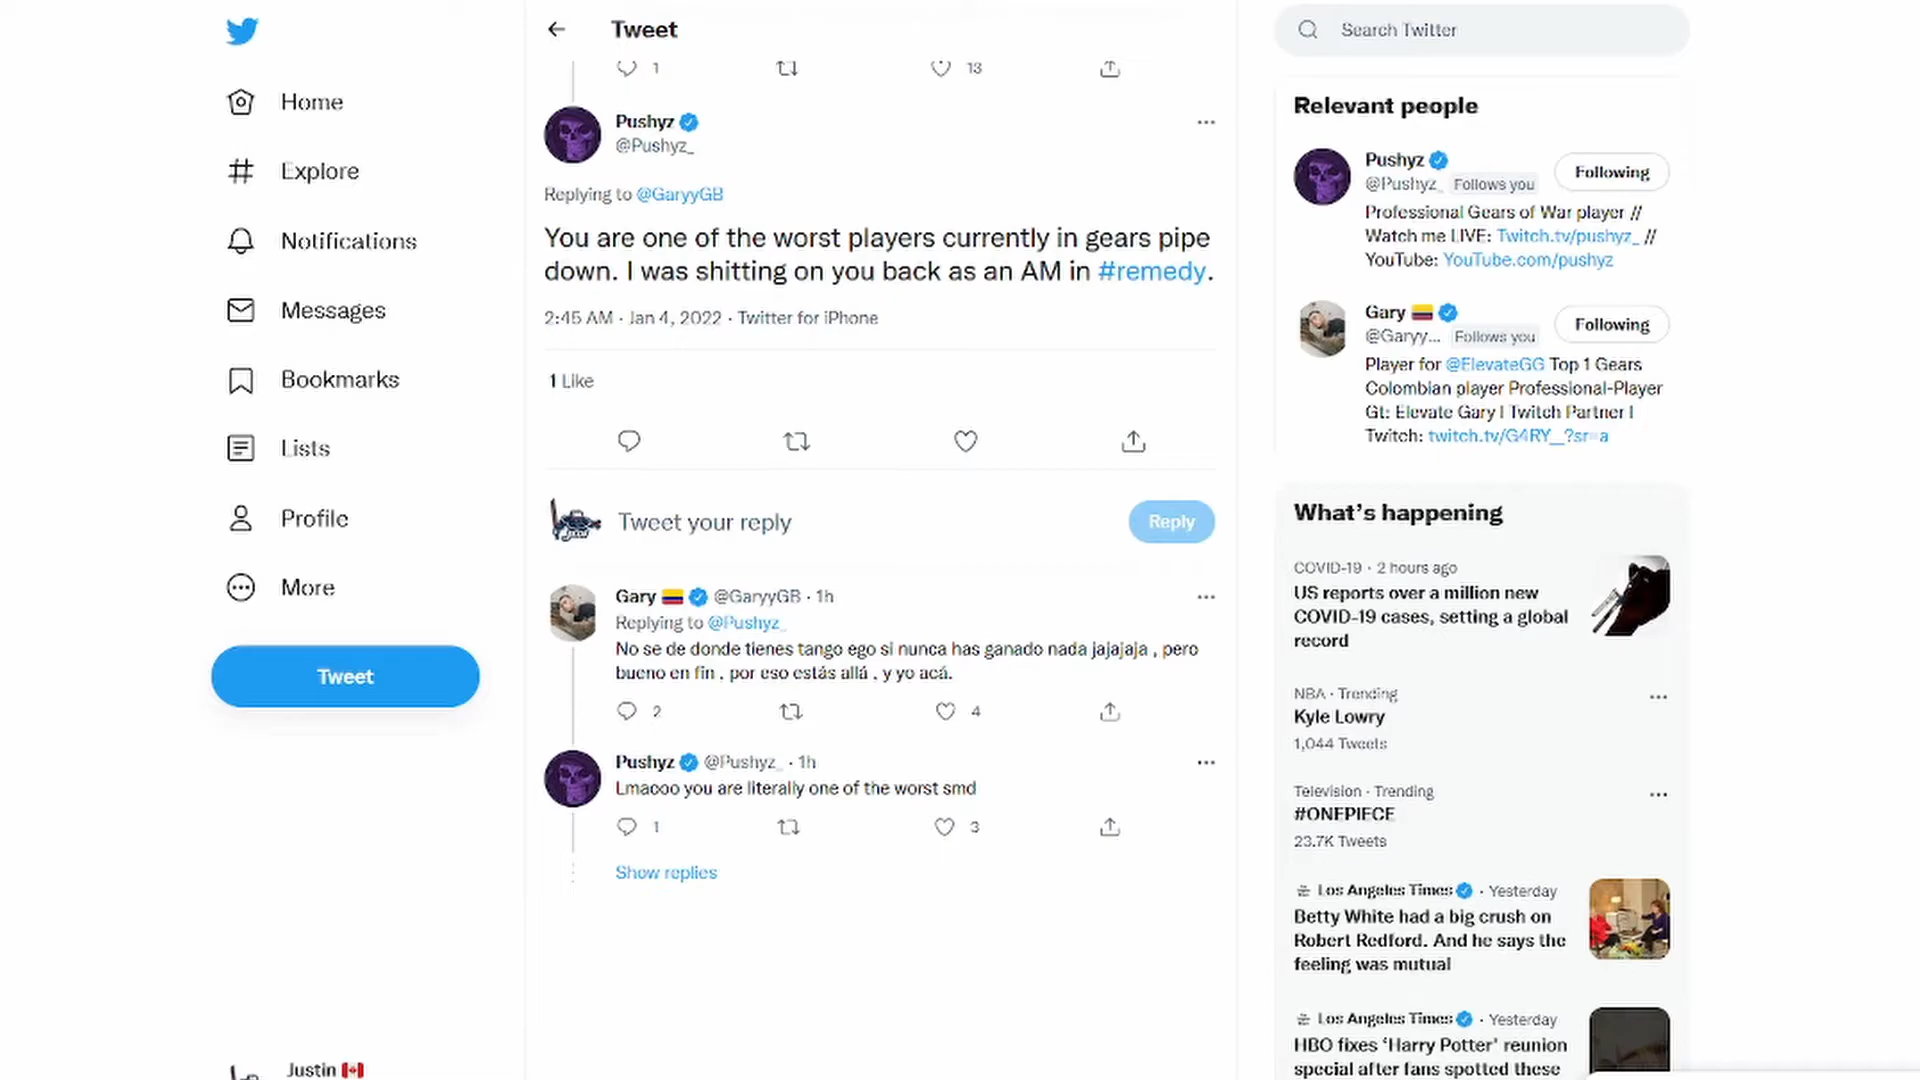 Home
Explore
Notifications
Messages
Bookmarks
Lists
Profile
More
Tweet
Justin
Tweet
1
13
Pushyz
@Pushyz_
Replying to @GaryyGB
You are one of the worst players currently in gears pipe
down. I was shitting on you back as an AM in #remedy.
2:45 AM · Jan 4, 2022 · Twitter for iPhone
1 Like
Tweet your reply
Reply
Gary @GaryyGB · 1h
Replying to @Pushyz_
No se de donde tienes tango ego si nunca has ganado nada jajajaja , pero
bueno en fin , por eso estás allá , y yo acá.
2
4
Pushyz @Pushyz_ · 1h
Lmaooo you are literally one of the worst smd
1
3
Show replies
Search Twitter
Relevant people
Pushyz
@Pushyz_ Follows you
Following
Professional Gears of War player //
Watch me LIVE: Twitch.tv/pushyz_ //
YouTube: YouTube.com/pushyz
Gary
@Garyy... Follows you
Following
Player for @ElevateGG Top 1 Gears
Colombian player Professional-Player
Gt: Elevate Gary | Twitch Partner |
Twitch: twitch.tv/G4RY__?sr=a
What's happening
COVID-19 · 2 hours ago
US reports over a million new
COVID-19 cases, setting a global
record
NBA · Trending
Kyle Lowry
1,044 Tweets
Television · Trending
#ONEPIECE
23.7K Tweets
Los Angeles Times · Yesterday
Betty White had a big crush on
Robert Redford. And he says the
feeling was mutual
Los Angeles Times · Yesterday
HBO fixes 'Harry Potter' reunion
special after fans spotted these